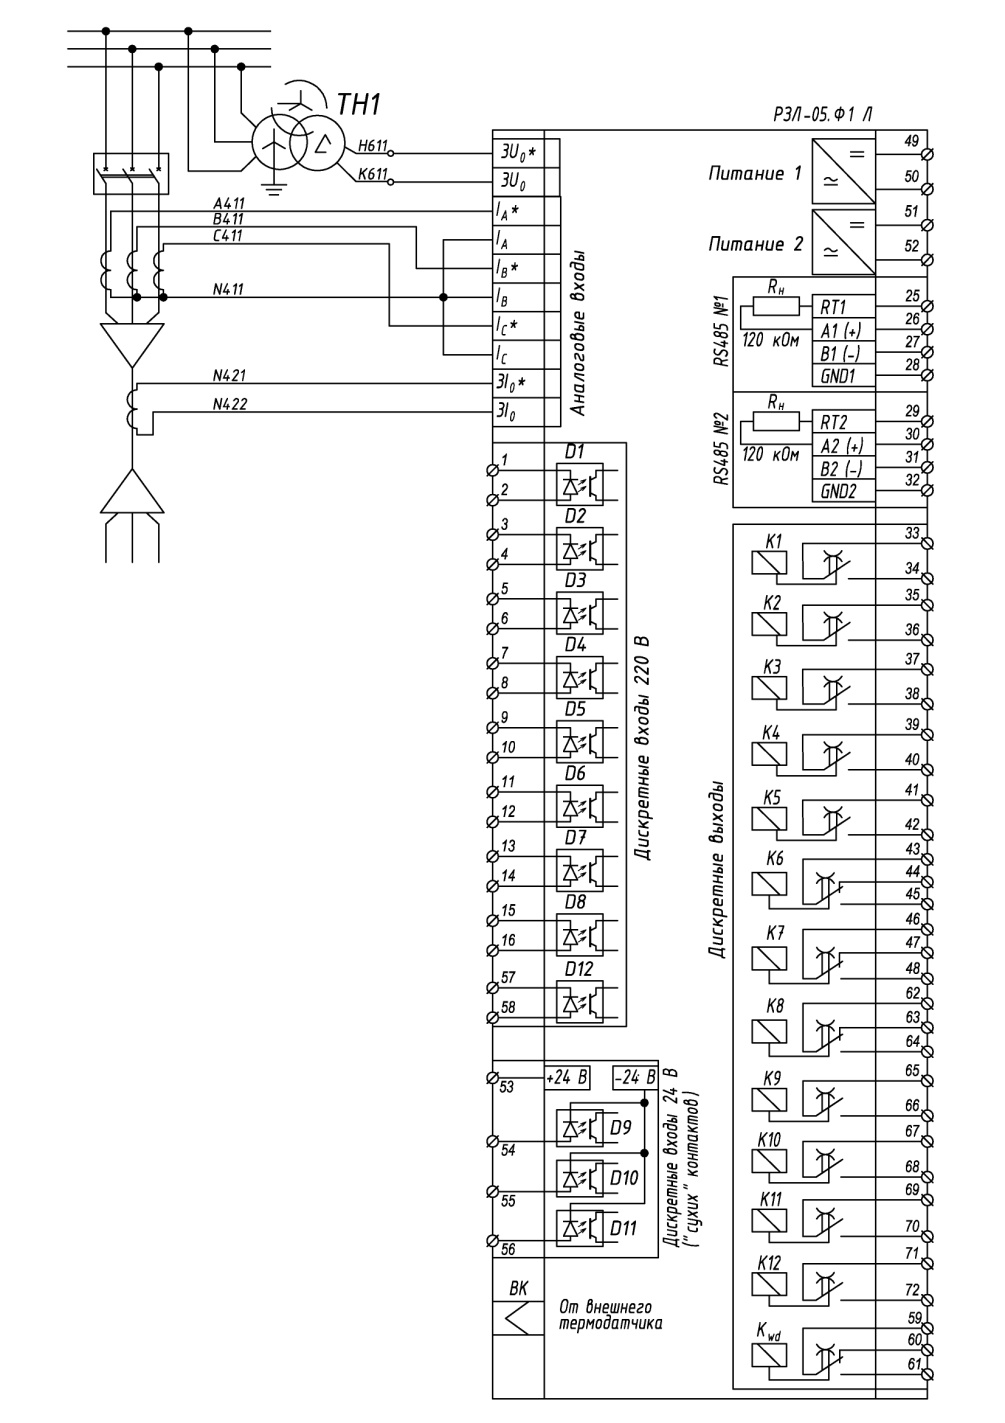 ТН1
РЗЛ-05.Ф1 Л
Н611
К611
A411
B411
C411
N411
N421
N422
3U₀*
3U₀
I_A*
I_A
I_B*
I_B
I_C*
I_C
3I₀*
3I₀
Аналоговые входы
D1
1
2
D2
3
4
D3
5
6
D4
7
8
D5
9
10
D6
11
12
D7
13
14
D8
15
16
D12
57
58
Дискретные входы 220 В
53
+24 В
-24 В
D9
54
D10
55
D11
56
Дискретные входы 24 В
("сухих" контактов)
ВК
От внешнего
термодатчика
Питание 1
49
50
Питание 2
51
52
RS485 №1
Rн
120 кОм
RT1
25
A1 (+)
26
B1 (-)
27
GND1
28
RS485 №2
Rн
120 кОм
RT2
29
A2 (+)
30
B2 (-)
31
GND2
32
Дискретные выходы
K1
33
34
K2
35
36
K3
37
38
K4
39
40
K5
41
42
K6
43
44
45
K7
46
47
48
K8
62
63
64
K9
65
66
K10
67
68
K11
69
70
K12
71
72
K_wd
59
60
61